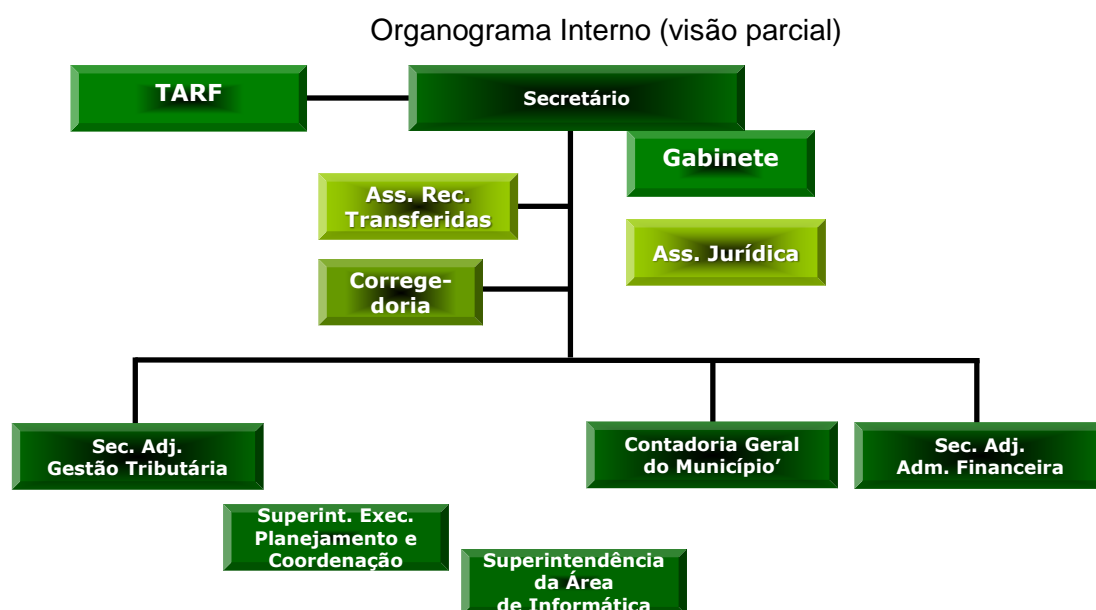 Organograma Interno (visão parcial)
TARF
Secretário
Gabinete
Ass. Rec.
Transferidas
Ass. Jurídica
Correge-
doria
Sec. Adj.
Gestão Tributária
Contadoria Geral
do Município’
Sec. Adj.
Adm. Financeira
Superint. Exec.
Planejamento e
Coordenação
Superintendência
da Área
de Informática